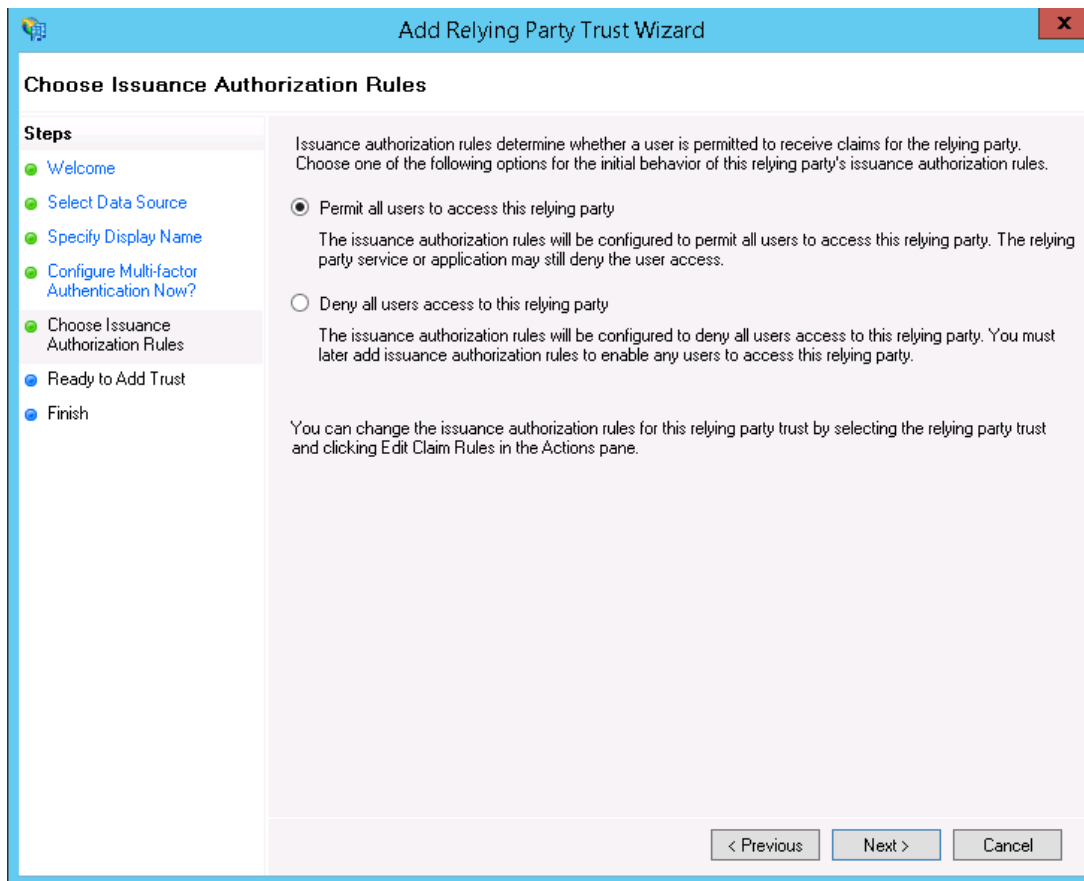 Add Relying Party Trust Wizard
x
Choose Issuance Authorization Rules
Steps
Welcome
Select Data Source
Specify Display Name
Configure Multi-factor
Authentication Now?
Choose Issuance
Authorization Rules
Ready to Add Trust
Finish
Issuance authorization rules determine whether a user is permitted to receive claims for the relying party.
Choose one of the following options for the initial behavior of this relying party's issuance authorization rules.
Permit all users to access this relying party
The issuance authorization rules will be configured to permit all users to access this relying party. The relying
party service or application may still deny the user access.
Deny all users access to this relying party
The issuance authorization rules will be configured to deny all users access to this relying party. You must
later add issuance authorization rules to enable any users to access this relying party.
You can change the issuance authorization rules for this relying party trust by selecting the relying party trust
and clicking Edit Claim Rules in the Actions pane.
< Previous
Next >
Cancel